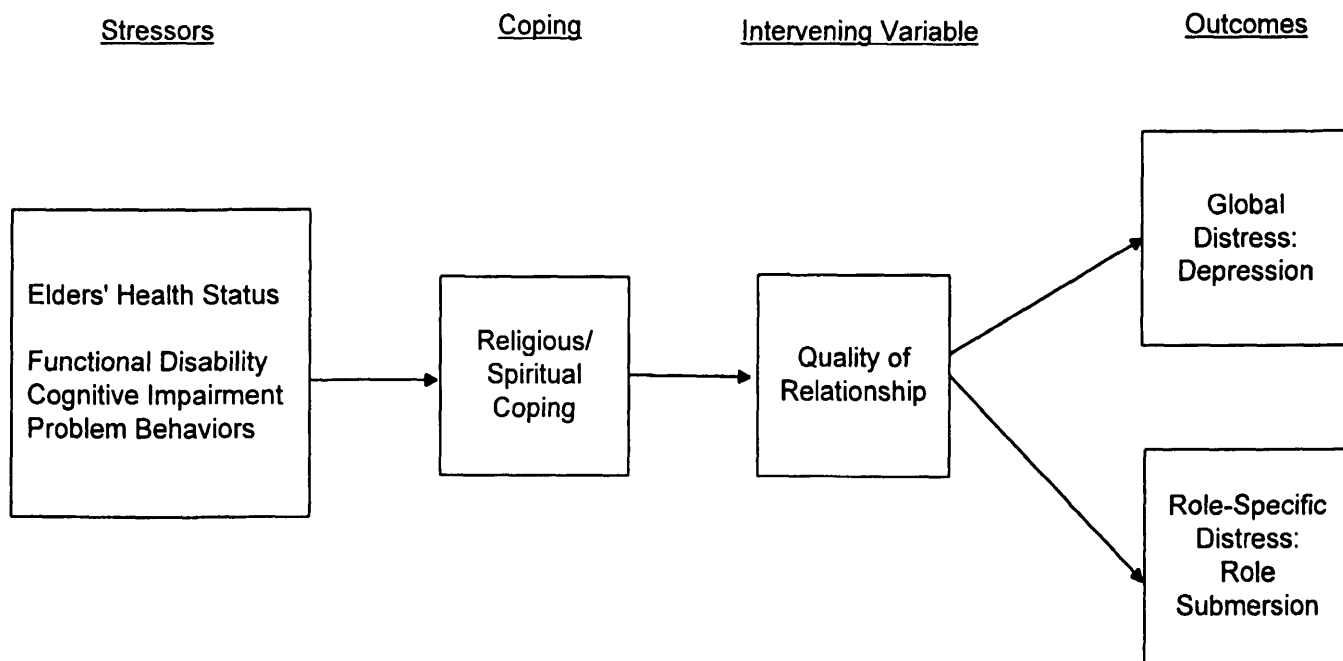 Stressors
Coping
Intervening Variable
Outcomes
Elders' Health Status
Functional Disability
Cognitive Impairment
Problem Behaviors
Religious/
Spiritual
Coping
Quality of
Relationship
Global
Distress:
Depression
Role-Specific
Distress:
Role
Submersion